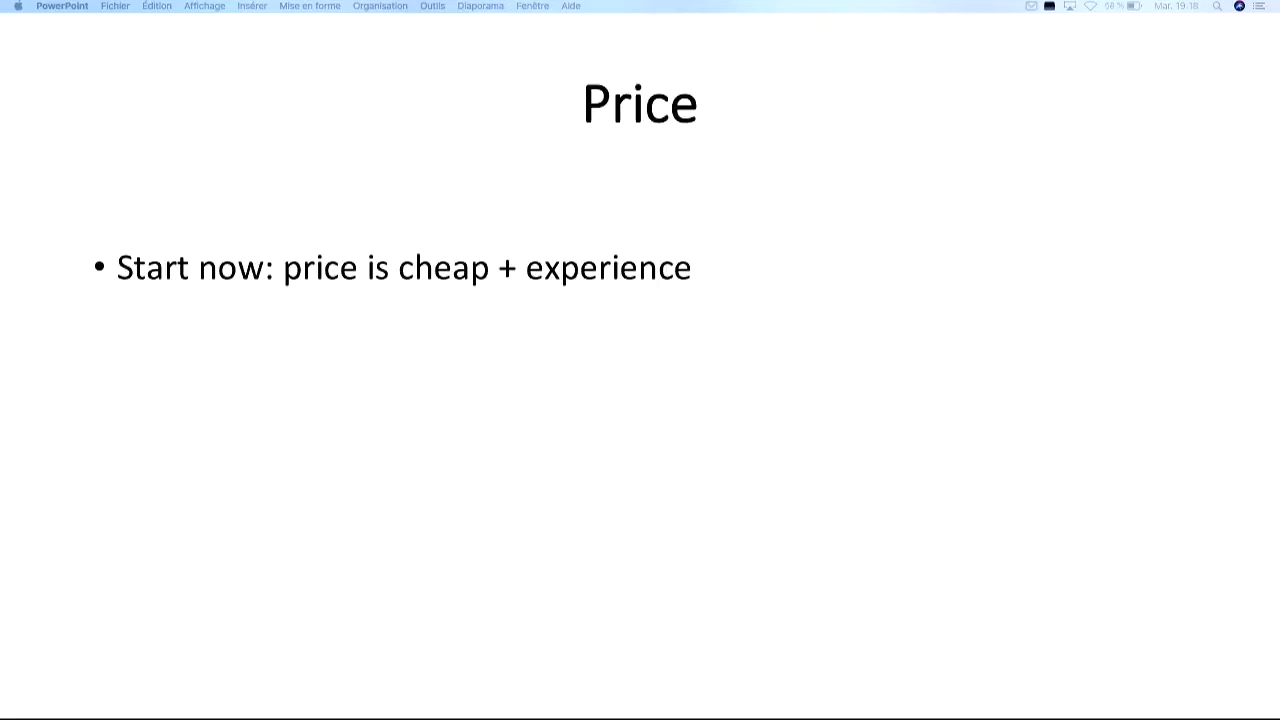 PowerPoint Fichier Édition Affichage Insérer Mise en forme Organisation Outils Diaporama Fenêtre Aide 58 % Mar. 19:18
Price
• Start now: price is cheap + experience